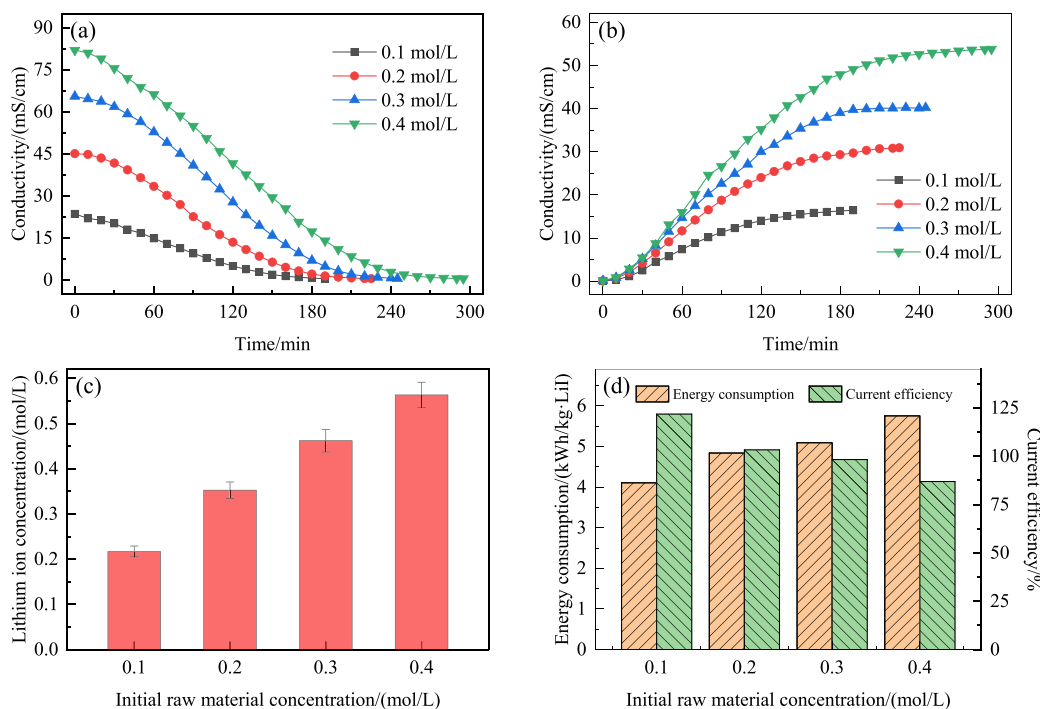 (a)
0.1 mol/L
0.2 mol/L
0.3 mol/L
0.4 mol/L
90
75
60
45
30
15
0
Conductivity/(mS/cm)
0 60 120 180 240 300
Time/min
(b)
0.1 mol/L
0.2 mol/L
0.3 mol/L
0.4 mol/L
60
50
40
30
20
10
0
Conductivity/(mS/cm)
0 60 120 180 240 300
Time/min
(c)
0.6
0.5
0.4
0.3
0.2
0.1
0.0
Lithium ion concentration/(mol/L)
0.1 0.2 0.3 0.4
Initial raw material concentration/(mol/L)
(d)
Energy consumption Current efficiency
6
5
4
3
2
1
0
Energy consumption/(kWh/kg·LiI)
125
100
75
50
25
0
Current efficiency/%
0.1 0.2 0.3 0.4
Initial raw material concentration/(mol/L)